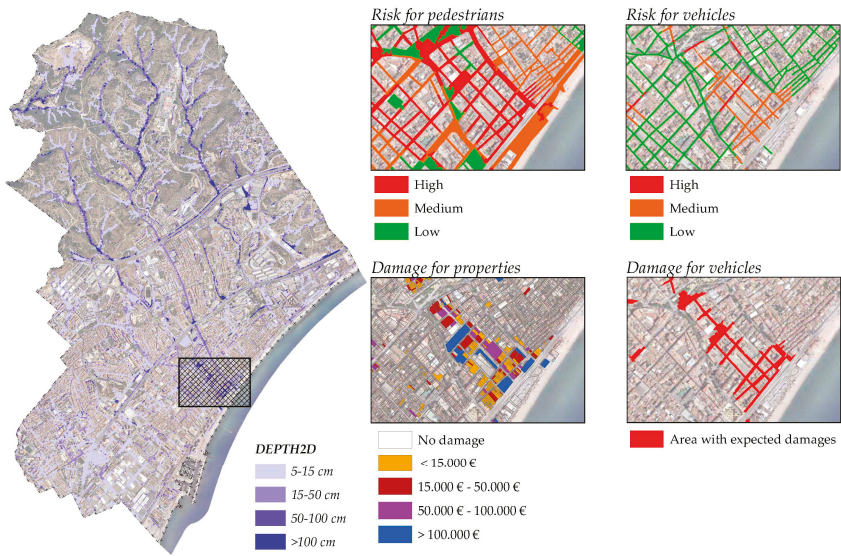 Risk for pedestrians
Risk for vehicles
High
Medium
Low
High
Medium
Low
Damage for properties
Damage for vehicles
DEPTH2D
5-15 cm
15-50 cm
50-100 cm
>100 cm
No damage
< 15.000 €
15.000 € - 50.000 €
50.000 € - 100.000 €
> 100.000 €
Area with expected damages